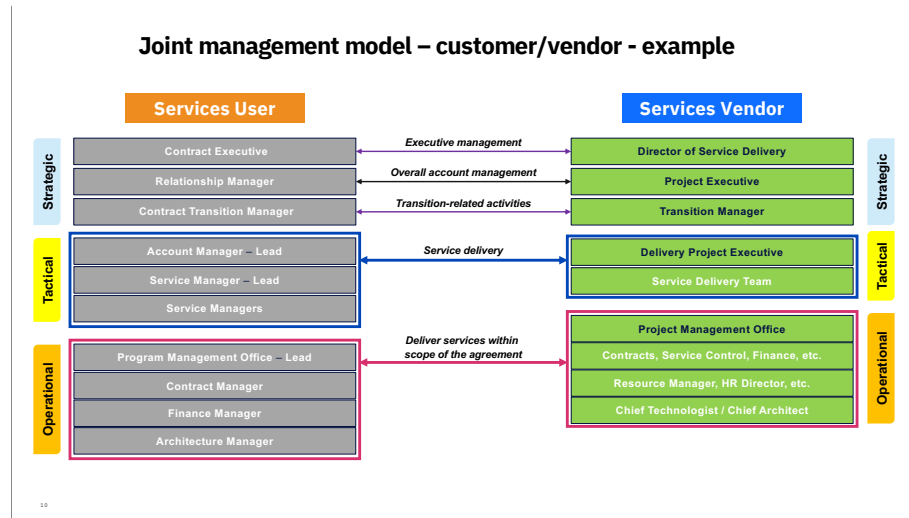 Joint management model – customer/vendor - example
Services User
Services Vendor
Strategic
Contract Executive
Executive management
Director of Service Delivery
Strategic
Relationship Manager
Overall account management
Project Executive
Contract Transition Manager
Transition-related activities
Transition Manager
Tactical
Account Manager – Lead
Service delivery
Delivery Project Executive
Tactical
Service Manager – Lead
Service Delivery Team
Service Managers
Operational
Program Management Office – Lead
Deliver services within
scope of the agreement
Project Management Office
Operational
Contracts, Service Control, Finance, etc.
Contract Manager
Resource Manager, HR Director, etc.
Finance Manager
Chief Technologist / Chief Architect
Architecture Manager
10